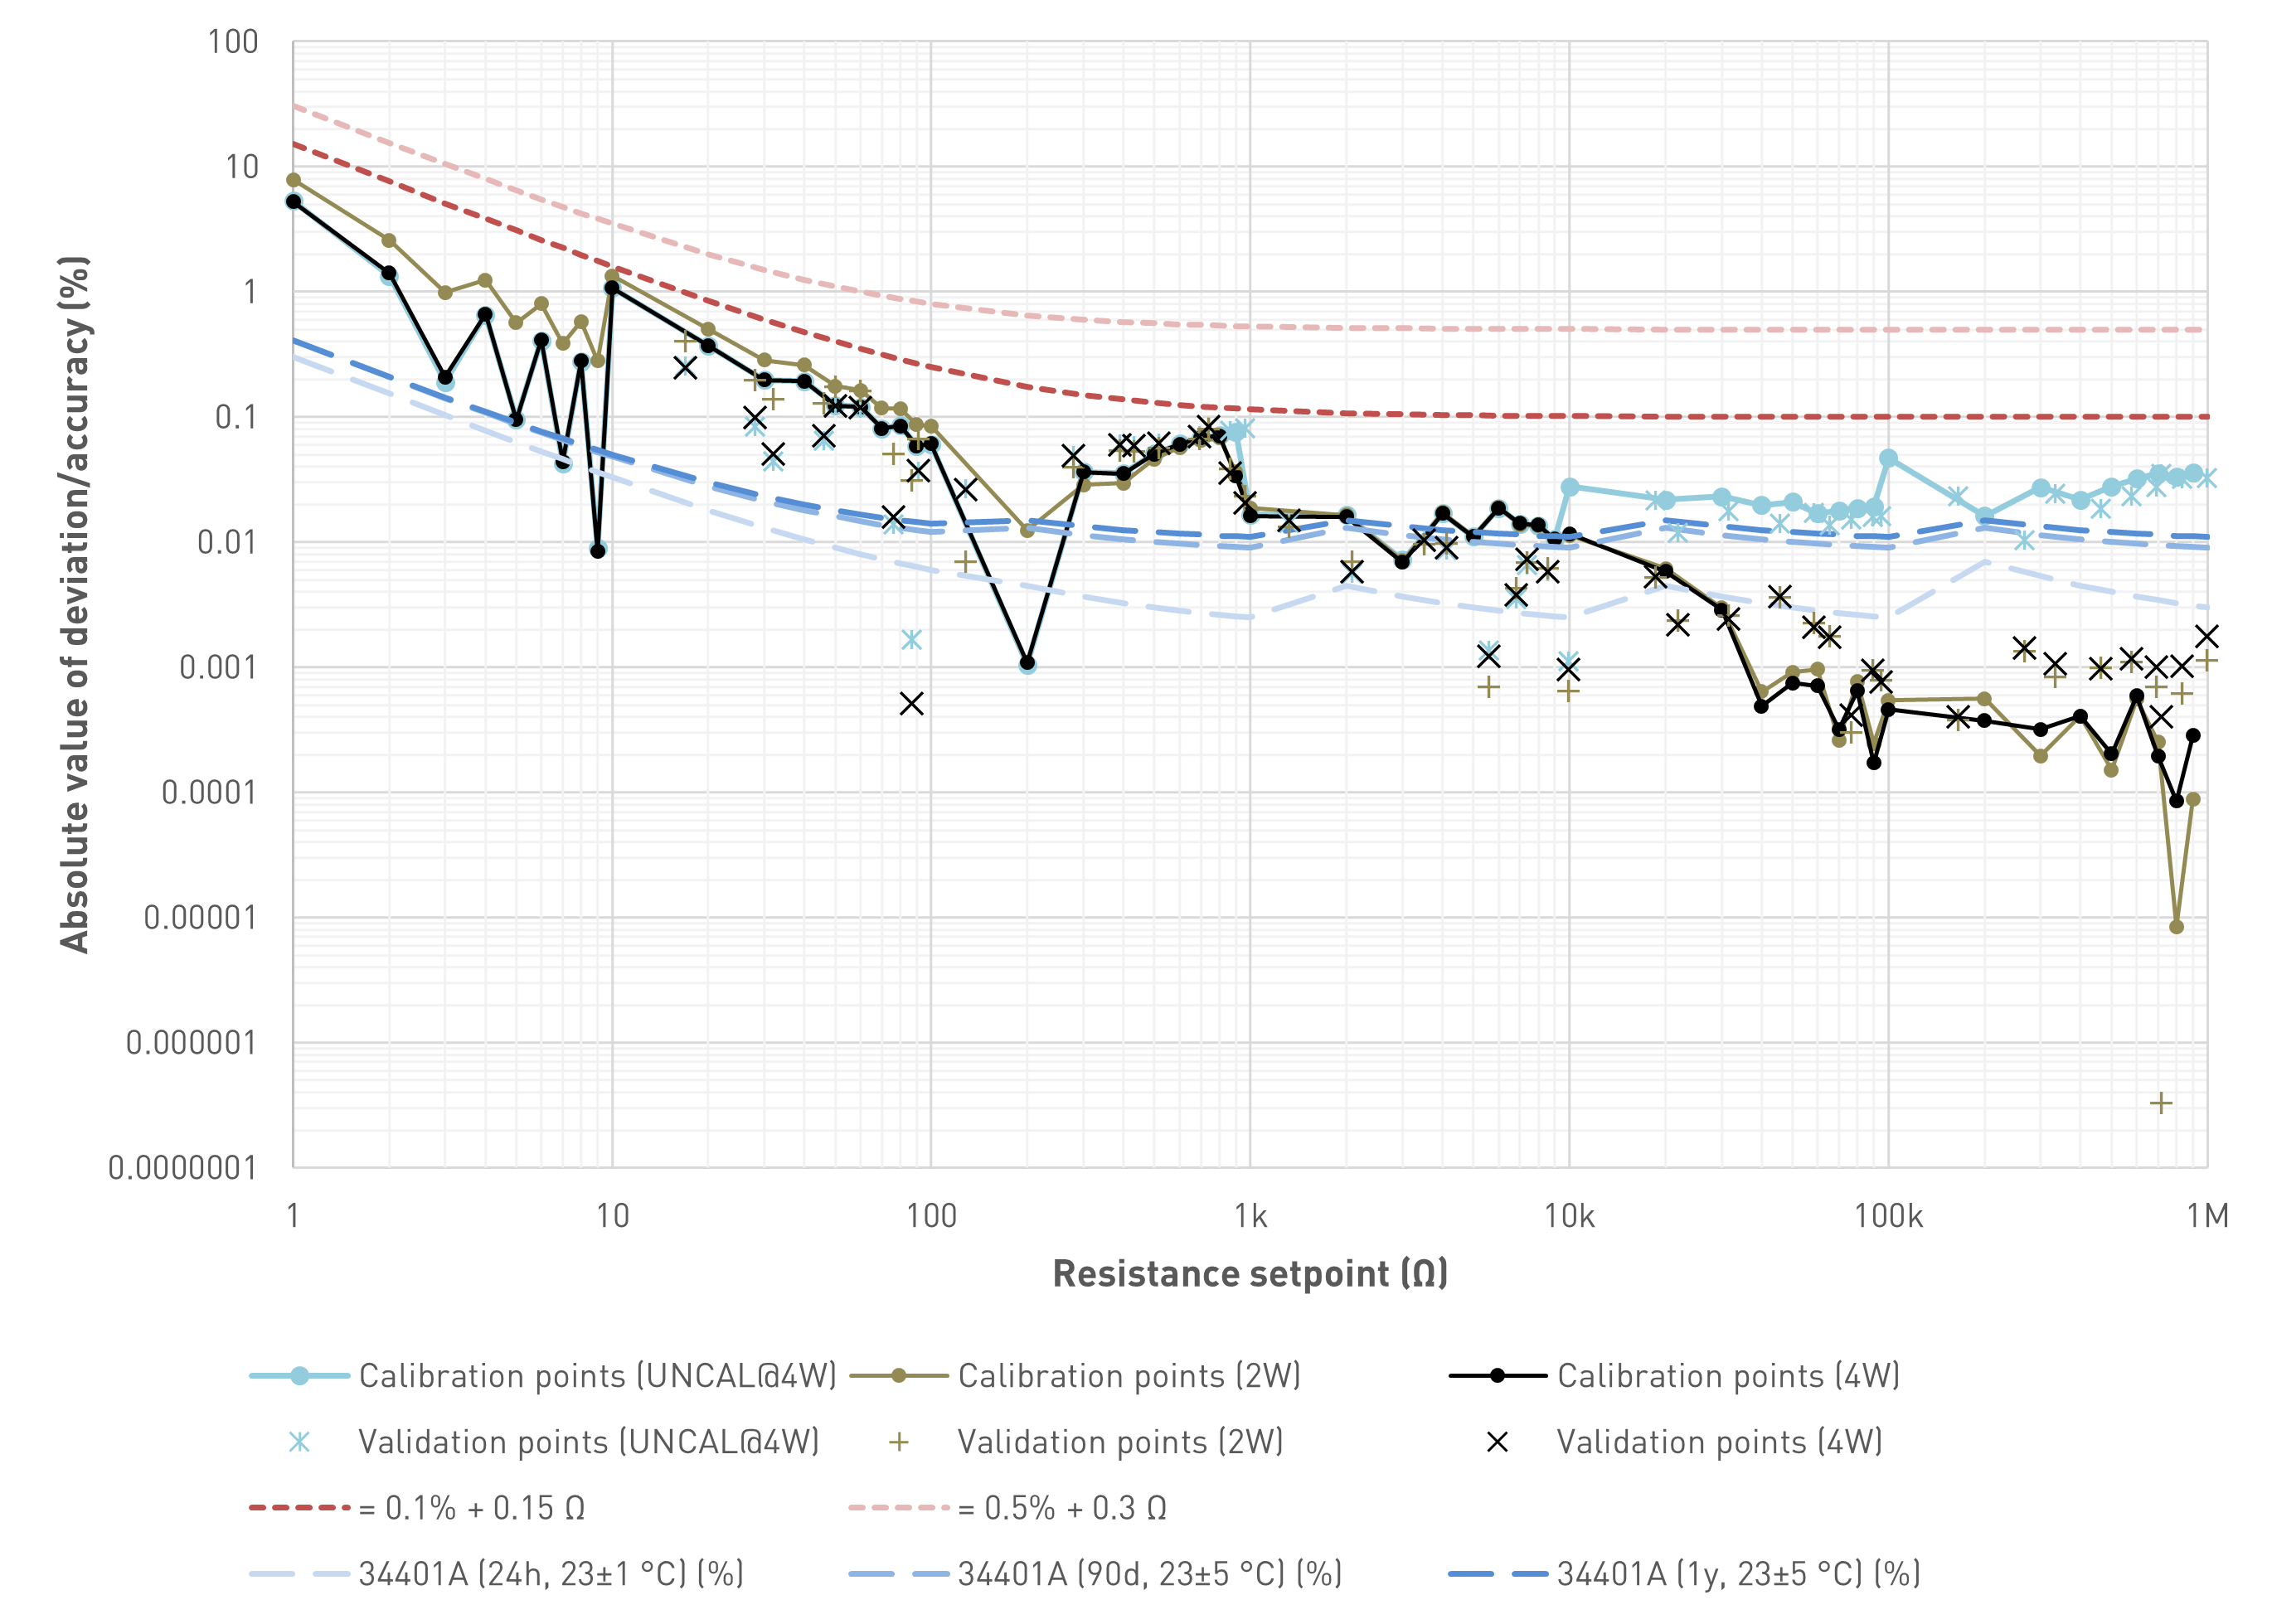 Absolute value of deviation/accuracy (%)
100
10
1
0.1
0.01
0.001
0.0001
0.00001
0.000001
0.0000001
1 10 100 1k 10k 100k 1M
Resistance setpoint (Ω)
Calibration points (UNCAL@4W) Calibration points (2W) Calibration points (4W)
Validation points (UNCAL@4W) Validation points (2W) Validation points (4W)
= 0.1% + 0.15 Ω = 0.5% + 0.3 Ω
34401A (24h, 23±1 °C) (%) 34401A (90d, 23±5 °C) (%) 34401A (1y, 23±5 °C) (%)